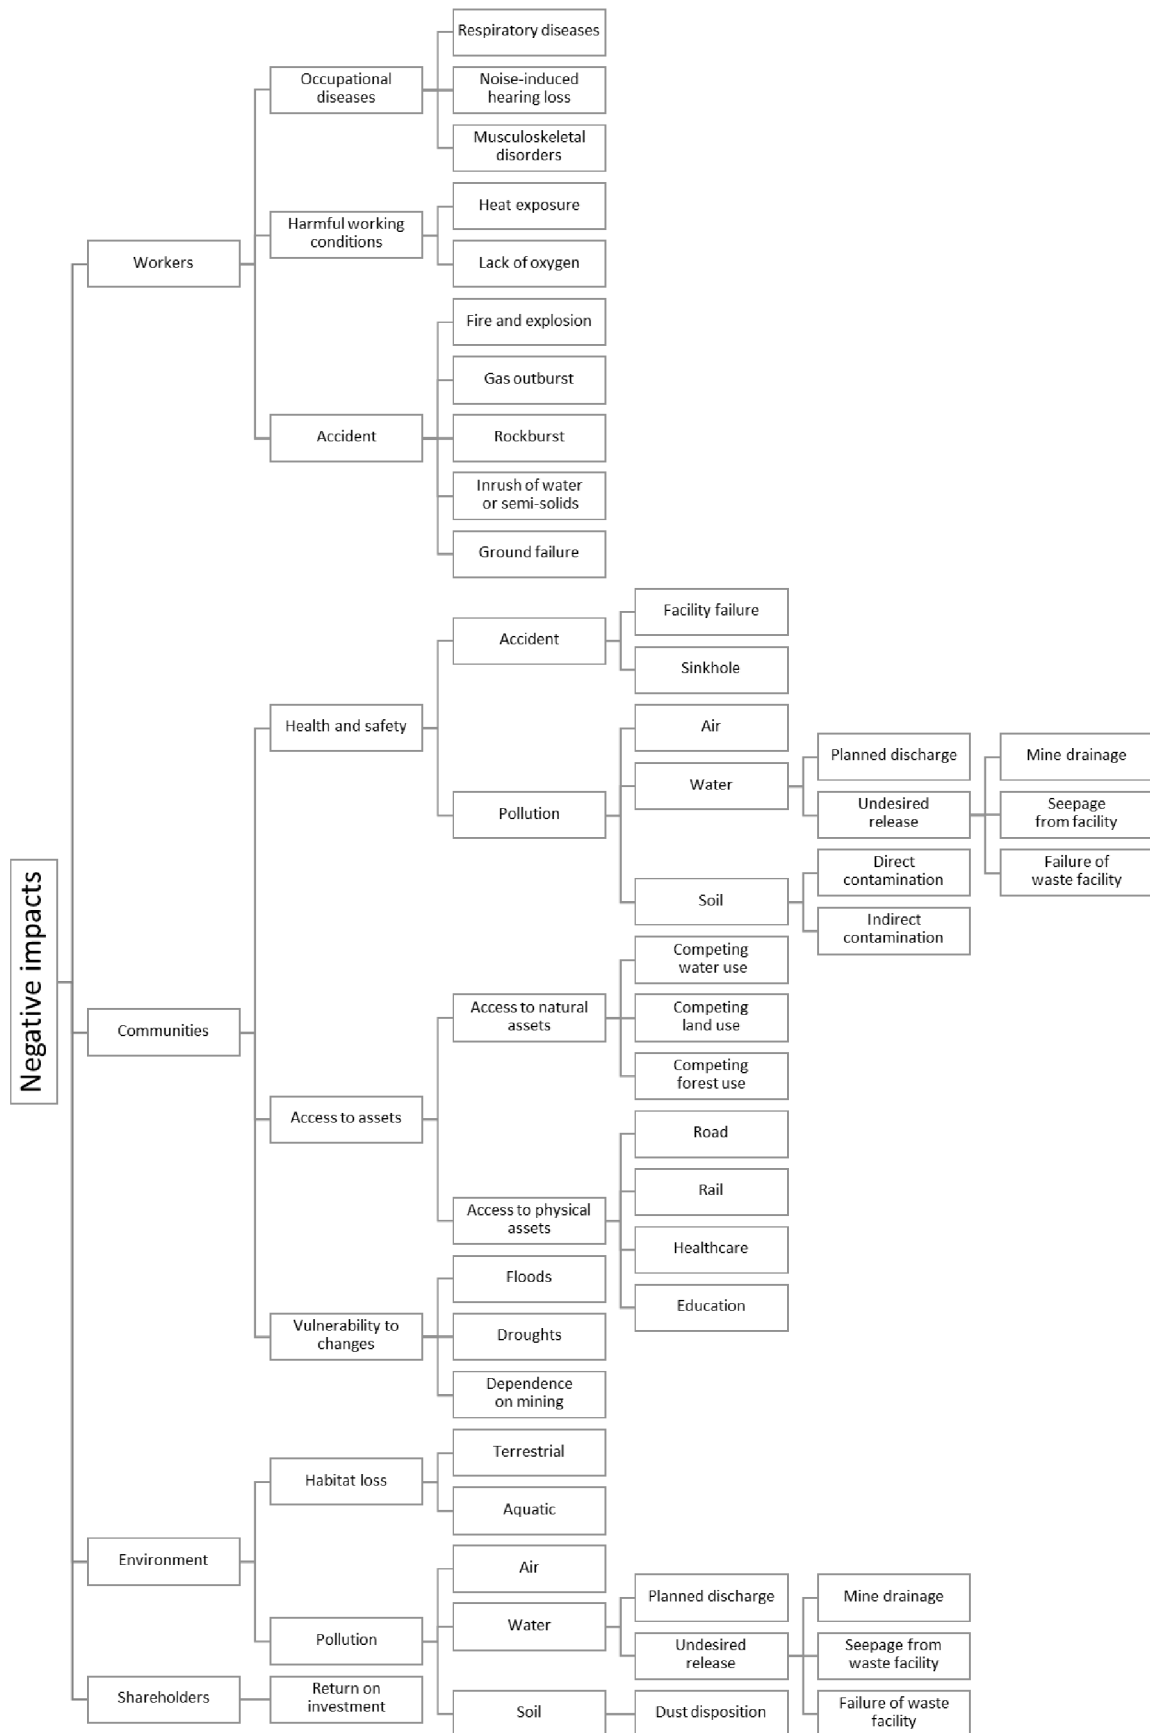 Negative impacts
Workers
Occupational
diseases
Respiratory diseases
Noise-induced
hearing loss
Musculoskeletal
disorders
Harmful working
conditions
Heat exposure
Lack of oxygen
Accident
Fire and explosion
Gas outburst
Rockburst
Inrush of water
or semi-solids
Ground failure
Communities
Health and safety
Accident
Facility failure
Sinkhole
Pollution
Air
Water
Planned discharge
Undesired
release
Mine drainage
Seepage
from facility
Failure of
waste facility
Soil
Direct
contamination
Indirect
contamination
Access to assets
Access to natural
assets
Competing
water use
Competing
land use
Competing
forest use
Access to physical
assets
Road
Rail
Healthcare
Education
Vulnerability to
changes
Floods
Droughts
Dependence
on mining
Environment
Habitat loss
Terrestrial
Aquatic
Pollution
Air
Water
Planned discharge
Undesired
release
Mine drainage
Seepage from
waste facility
Failure of waste
facility
Soil
Dust disposition
Shareholders
Return on
investment